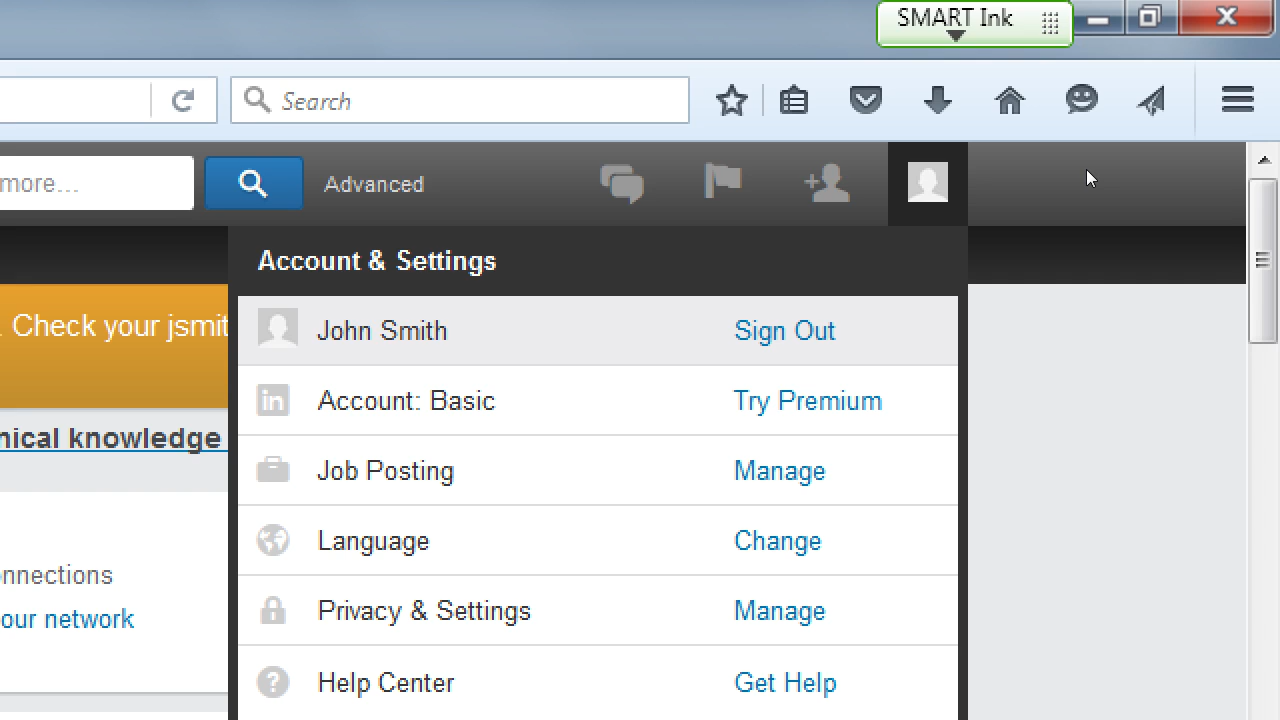 SMART Ink
Search
more...
Advanced
Account & Settings
. Check your jsmit
John Smith Sign Out
in Account: Basic Try Premium
nical knowledge
Job Posting Manage
Language Change
onnections
our network
Privacy & Settings Manage
? Help Center Get Help